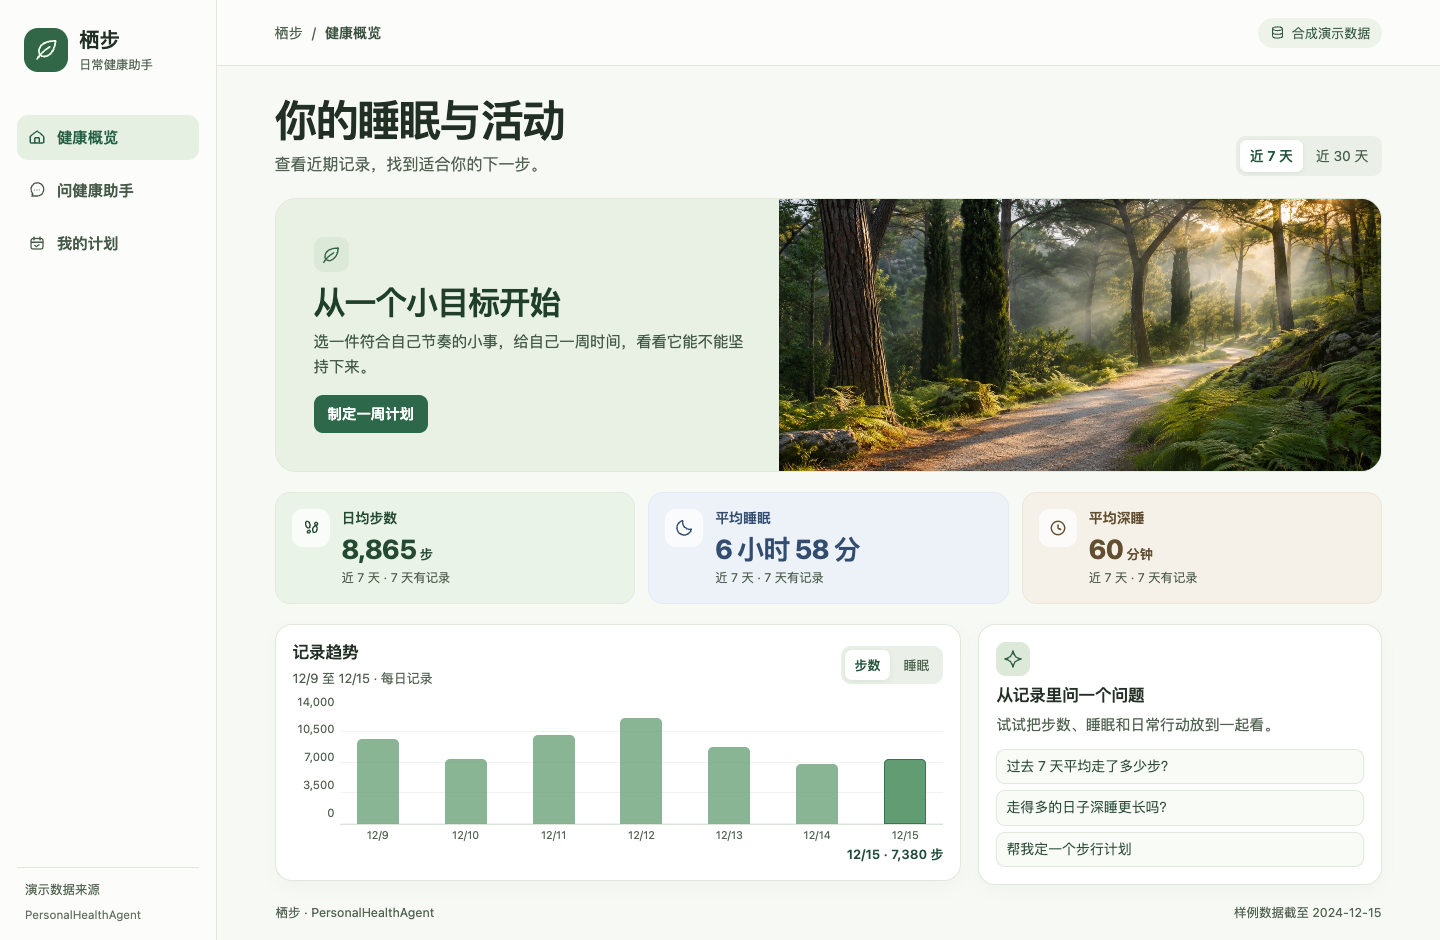 栖步
日常健康助手
健康概览
问健康助手
我的计划
演示数据来源
PersonalHealthAgent
栖步 / 健康概览
合成演示数据
你的睡眠与活动
查看近期记录，找到适合你的下一步。
近 7 天
近 30 天
从一个小目标开始
选一件符合自己节奏的小事，给自己一周时间，看看它能不能坚
持下来。
制定一周计划
日均步数
8,865 步
近 7 天 · 7 天有记录
平均睡眠
6 小时 58 分
近 7 天 · 7 天有记录
平均深睡
60 分钟
近 7 天 · 7 天有记录
记录趋势
12/9 至 12/15 · 每日记录
步数
睡眠
14,000
10,500
7,000
3,500
0
12/9
12/10
12/11
12/12
12/13
12/14
12/15
12/15 · 7,380 步
从记录里问一个问题
试试把步数、睡眠和日常行动放到一起看。
过去 7 天平均走了多少步?
走得多的日子深睡更长吗?
帮我定一个步行计划
栖步 · PersonalHealthAgent
样例数据截至 2024-12-15